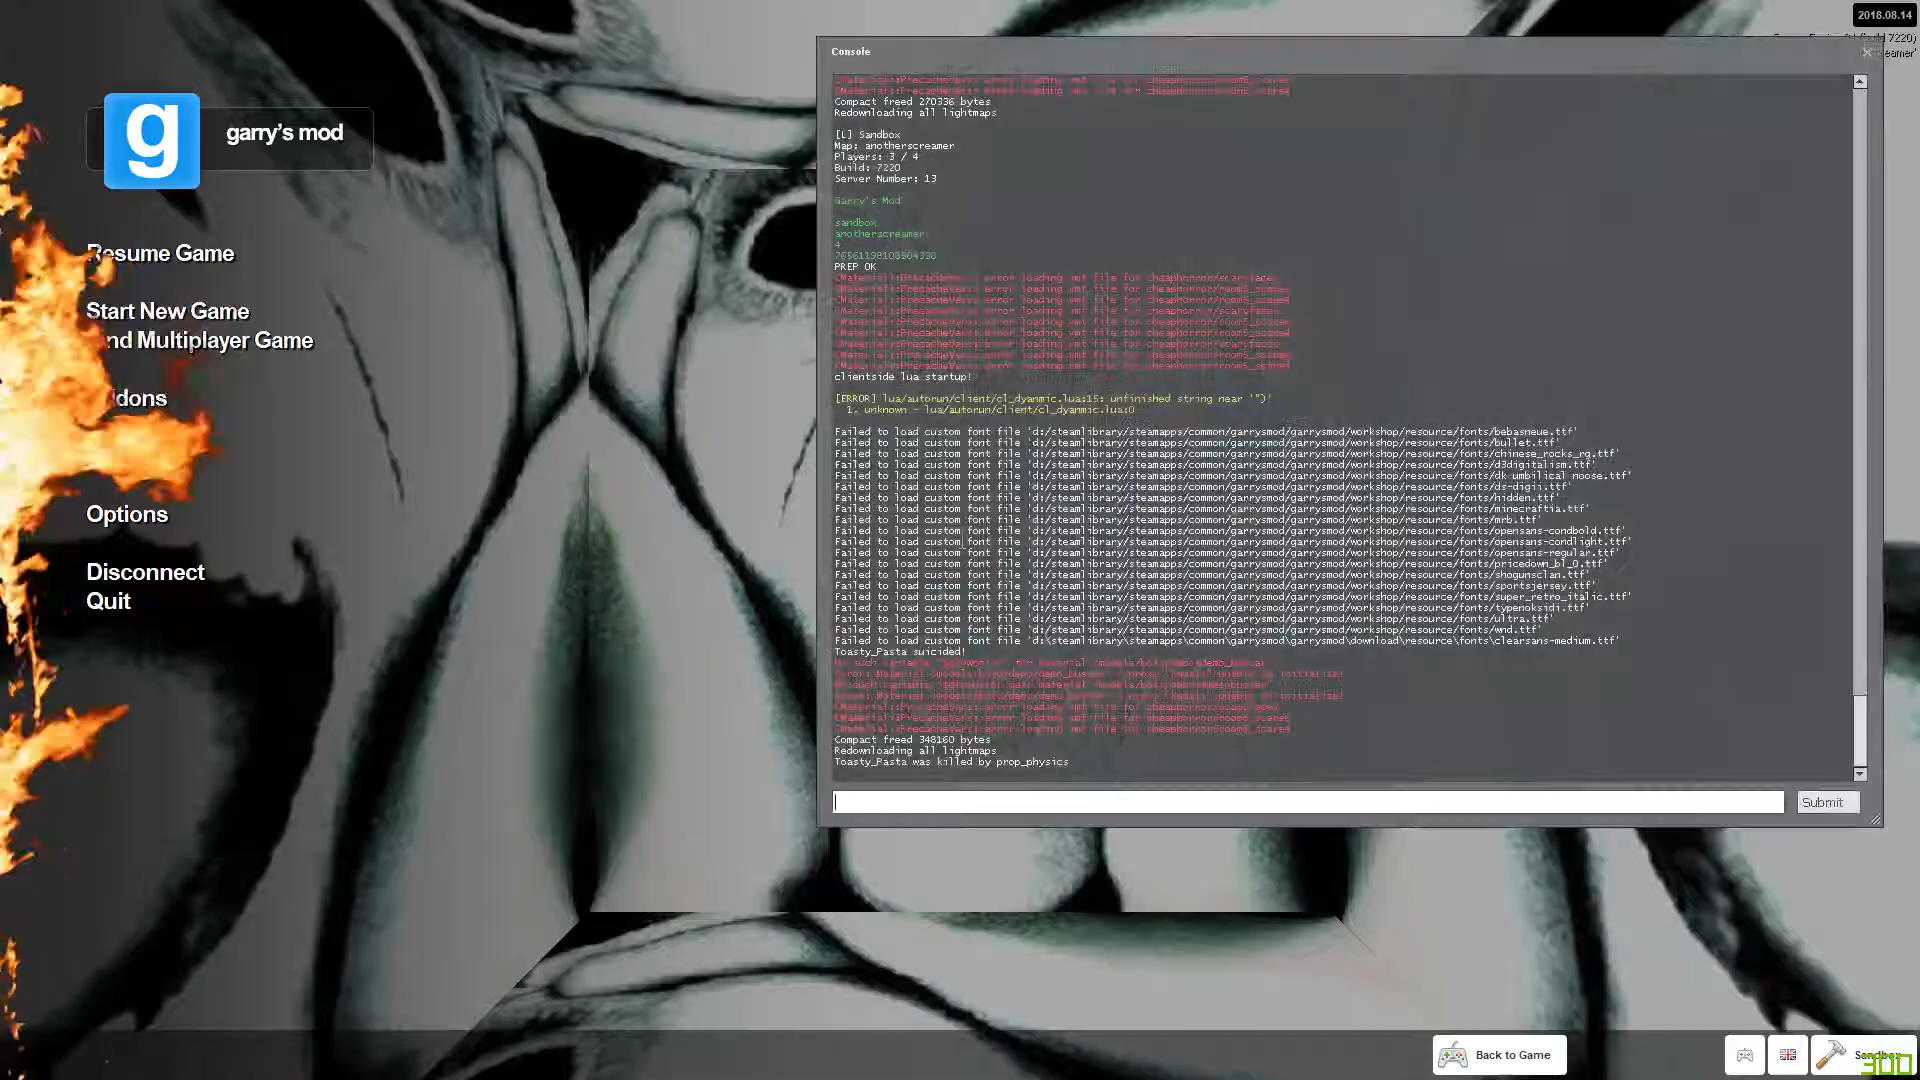 2018.08.14
garry's mod
Resume Game
Start New Game
Find Multiplayer Game
Addons
Options
Disconnect
Quit
Console
Compact freed 270336 bytes
Redownloading all lightmaps
[L] Sandbox
Map: anotherscreamer
Players: 3 / 4
Build: 7220
Server Number: 13
Garry's Mod
sandbox
anotherscreamer
4
PREP OK
clientside lua startup!
[ERROR] lua/autorun/client/cl_dyanmic.lua:15: unfinished string near '")'
1. unknown - lua/autorun/client/cl_dyanmic.lua:0
Failed to load custom font file 'd:/steamlibrary/steamapps/common/garrysmod/garrysmod/workshop/resource/fonts/bebasneue.ttf'
Failed to load custom font file 'd:/steamlibrary/steamapps/common/garrysmod/garrysmod/workshop/resource/fonts/bullet.ttf'
Failed to load custom font file 'd:/steamlibrary/steamapps/common/garrysmod/garrysmod/workshop/resource/fonts/chinese_rocks_rg.ttf'
Failed to load custom font file 'd:/steamlibrary/steamapps/common/garrysmod/garrysmod/workshop/resource/fonts/d3digitalism.ttf'
Failed to load custom font file 'd:/steamlibrary/steamapps/common/garrysmod/garrysmod/workshop/resource/fonts/dk umbilical noose.ttf'
Failed to load custom font file 'd:/steamlibrary/steamapps/common/garrysmod/garrysmod/workshop/resource/fonts/ds-digii.ttf'
Failed to load custom font file 'd:/steamlibrary/steamapps/common/garrysmod/garrysmod/workshop/resource/fonts/hidden.ttf'
Failed to load custom font file 'd:/steamlibrary/steamapps/common/garrysmod/garrysmod/workshop/resource/fonts/minecraftia.ttf'
Failed to load custom font file 'd:/steamlibrary/steamapps/common/garrysmod/garrysmod/workshop/resource/fonts/mrb.ttf'
Failed to load custom font file 'd:/steamlibrary/steamapps/common/garrysmod/garrysmod/workshop/resource/fonts/opensans-condbold.ttf'
Failed to load custom font file 'd:/steamlibrary/steamapps/common/garrysmod/garrysmod/workshop/resource/fonts/opensans-condlight.ttf'
Failed to load custom font file 'd:/steamlibrary/steamapps/common/garrysmod/garrysmod/workshop/resource/fonts/opensans-regular.ttf'
Failed to load custom font file 'd:/steamlibrary/steamapps/common/garrysmod/garrysmod/workshop/resource/fonts/pricedown_bl_0.ttf'
Failed to load custom font file 'd:/steamlibrary/steamapps/common/garrysmod/garrysmod/workshop/resource/fonts/shogunsclan.ttf'
Failed to load custom font file 'd:/steamlibrary/steamapps/common/garrysmod/garrysmod/workshop/resource/fonts/sportsjersey.ttf'
Failed to load custom font file 'd:/steamlibrary/steamapps/common/garrysmod/garrysmod/workshop/resource/fonts/super_retro_italic.ttf'
Failed to load custom font file 'd:/steamlibrary/steamapps/common/garrysmod/garrysmod/workshop/resource/fonts/typenoksidi.ttf'
Failed to load custom font file 'd:/steamlibrary/steamapps/common/garrysmod/garrysmod/workshop/resource/fonts/ultra.ttf'
Failed to load custom font file 'd:/steamlibrary/steamapps/common/garrysmod/garrysmod/workshop/resource/fonts/wnd.ttf'
Failed to load custom font file 'd:\steamlibrary\steamapps\common\garrysmod\garrysmod\download\resource\fonts\clearsans-medium.ttf'
Toasty_Pasta suicided!
Compact freed 348160 bytes
Redownloading all lightmaps
Toasty_Pasta was killed by prop_physics
Submit
Back to Game
Sandbox
300